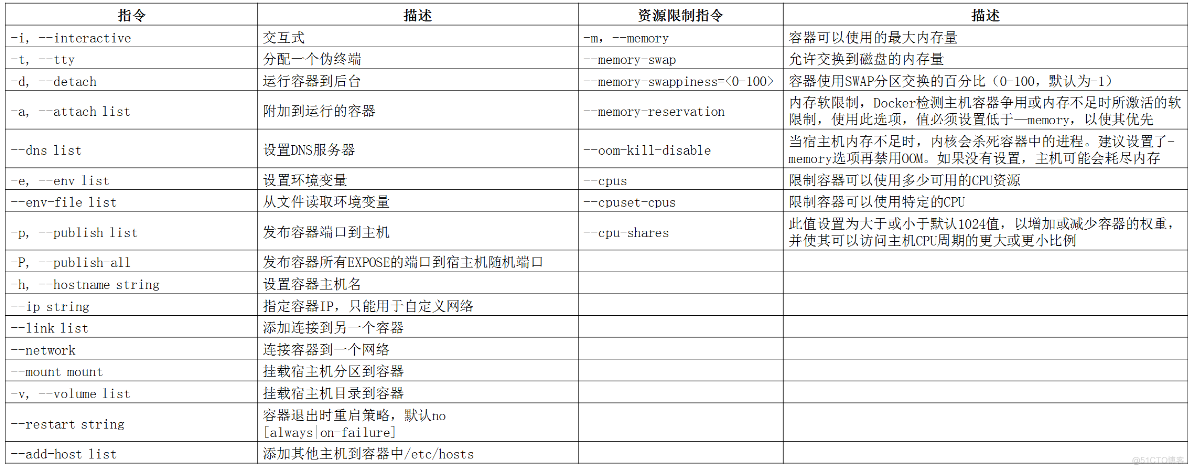 指令 描述 资源限制指令 描述
-i, --interactive 交互式 -m, --memory 容器可以使用的最大内存量
-t, --tty 分配一个伪终端 --memory-swap 允许交换到磁盘的内存量
-d, --detach 运行容器到后台 --memory-swappiness=<0-100> 容器使用SWAP分区交换的百分比（0-100，默认为-1）
-a, --attach list 附加到运行的容器 --memory-reservation 内存软限制，Docker检测主机容器争用或内存不足时所激活的软
限制，使用此选项，值必须设置低于—memory，以使其优先
--dns list 设置DNS服务器 --oom-kill-disable 当宿主机内存不足时，内核会杀死容器中的进程。建议设置了-
memory选项再禁用OOM。如果没有设置，主机可能会耗尽内存
-e, --env list 设置环境变量 --cpus 限制容器可以使用多少可用的CPU资源
--env-file list 从文件读取环境变量 --cpuset-cpus 限制容器可以使用特定的CPU
-p, --publish list 发布容器端口到主机 --cpu-shares 此值设置为大于或小于默认1024值，以增加或减少容器的权重，
并使其可以访问主机CPU周期的更大或更小比例
-P, --publish-all 发布容器所有EXPOSE的端口到宿主机随机端口
-h, --hostname string 设置容器主机名
--ip string 指定容器IP，只能用于自定义网络
--link list 添加连接到另一个容器
--network 连接容器到一个网络
--mount mount 挂载宿主机分区到容器
-v, --volume list 挂载宿主机目录到容器
--restart string 容器退出时重启策略，默认no
[always|on-failure]
--add-host list 添加其他主机到容器中/etc/hosts
@51CTO博客